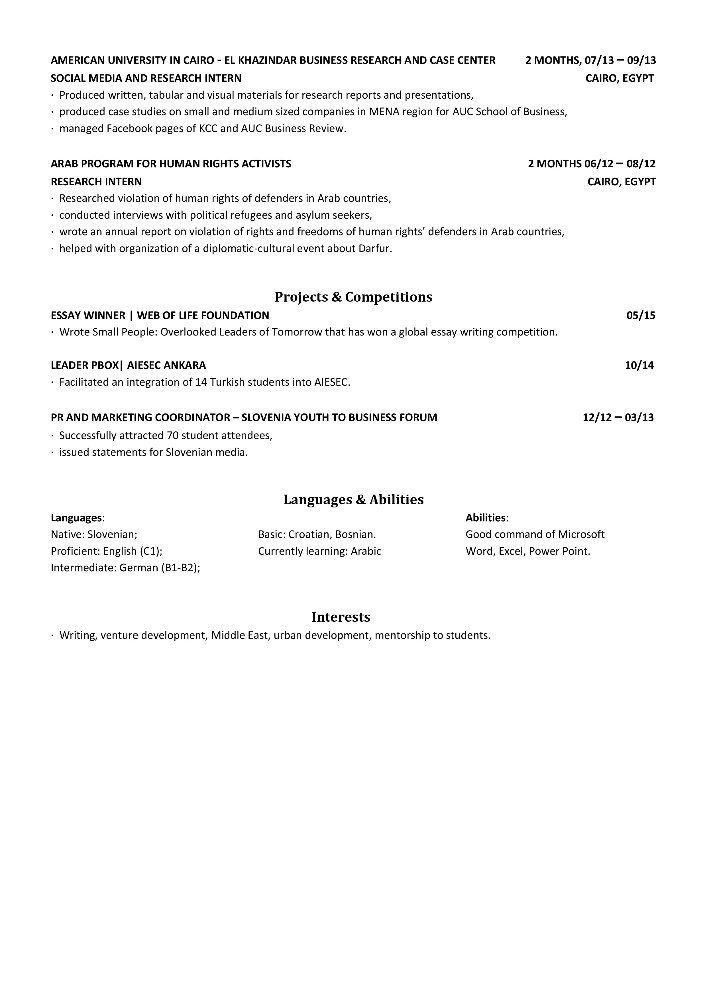 AMERICAN UNIVERSITY IN CAIRO - EL KHAZINDAR BUSINESS RESEARCH AND CASE CENTER 2 MONTHS, 07/13 – 09/13
SOCIAL MEDIA AND RESEARCH INTERN CAIRO, EGYPT
· Produced written, tabular and visual materials for research reports and presentations,
· produced case studies on small and medium sized companies in MENA region for AUC School of Business,
· managed Facebook pages of KCC and AUC Business Review.
ARAB PROGRAM FOR HUMAN RIGHTS ACTIVISTS 2 MONTHS 06/12 – 08/12
RESEARCH INTERN CAIRO, EGYPT
· Researched violation of human rights of defenders in Arab countries,
· conducted interviews with political refugees and asylum seekers,
· wrote an annual report on violation of rights and freedoms of human rights’ defenders in Arab countries,
· helped with organization of a diplomatic-cultural event about Darfur.
Projects & Competitions
ESSAY WINNER | WEB OF LIFE FOUNDATION 05/15
· Wrote Small People: Overlooked Leaders of Tomorrow that has won a global essay writing competition.
LEADER PBOX| AIESEC ANKARA 10/14
· Facilitated an integration of 14 Turkish students into AIESEC.
PR AND MARKETING COORDINATOR – SLOVENIA YOUTH TO BUSINESS FORUM 12/12 – 03/13
· Successfully attracted 70 student attendees,
· issued statements for Slovenian media.
Languages & Abilities
Languages: Abilities:
Native: Slovenian; Basic: Croatian, Bosnian. Good command of Microsoft
Proficient: English (C1); Currently learning: Arabic Word, Excel, Power Point.
Intermediate: German (B1-B2);
Interests
· Writing, venture development, Middle East, urban development, mentorship to students.